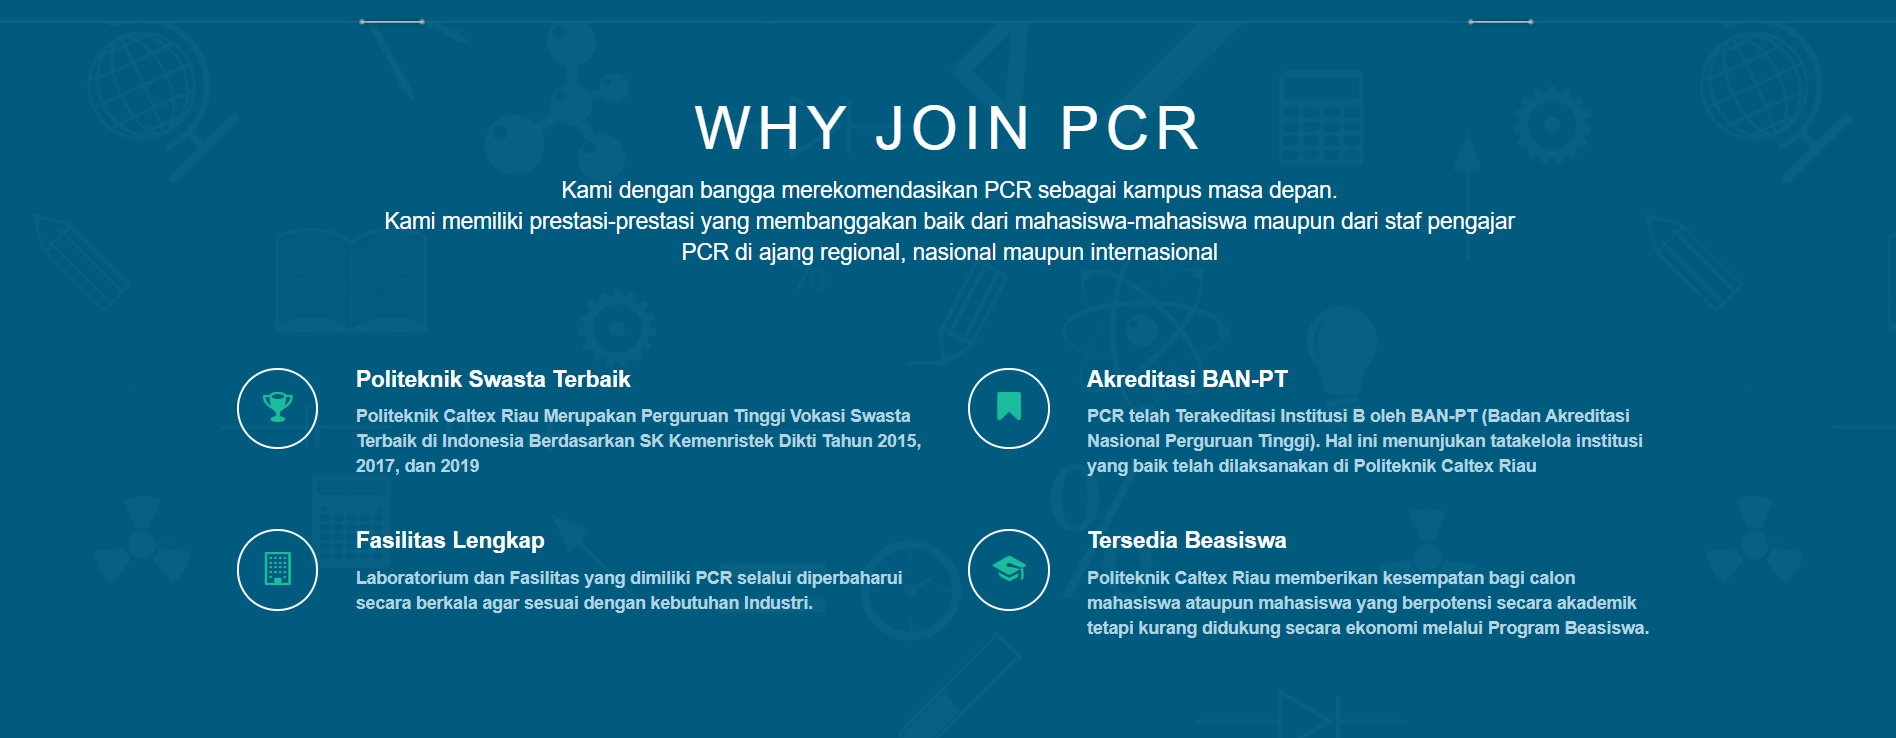 WHY JOIN PCR
Kami dengan bangga merekomendasikan PCR sebagai kampus masa depan.
Kami memiliki prestasi-prestasi yang membanggakan baik dari mahasiswa-mahasiswa maupun dari staf pengajar
PCR di ajang regional, nasional maupun internasional
Politeknik Swasta Terbaik
Politeknik Caltex Riau Merupakan Perguruan Tinggi Vokasi Swasta
Terbaik di Indonesia Berdasarkan SK Kemenristek Dikti Tahun 2015,
2017, dan 2019
Akreditasi BAN-PT
PCR telah Terakeditasi Institusi B oleh BAN-PT (Badan Akreditasi
Nasional Perguruan Tinggi). Hal ini menunjukan tatakelola institusi
yang baik telah dilaksanakan di Politeknik Caltex Riau
Fasilitas Lengkap
Laboratorium dan Fasilitas yang dimiliki PCR selalui diperbaharui
secara berkala agar sesuai dengan kebutuhan Industri.
Tersedia Beasiswa
Politeknik Caltex Riau memberikan kesempatan bagi calon
mahasiswa ataupun mahasiswa yang berpotensi secara akademik
tetapi kurang didukung secara ekonomi melalui Program Beasiswa.